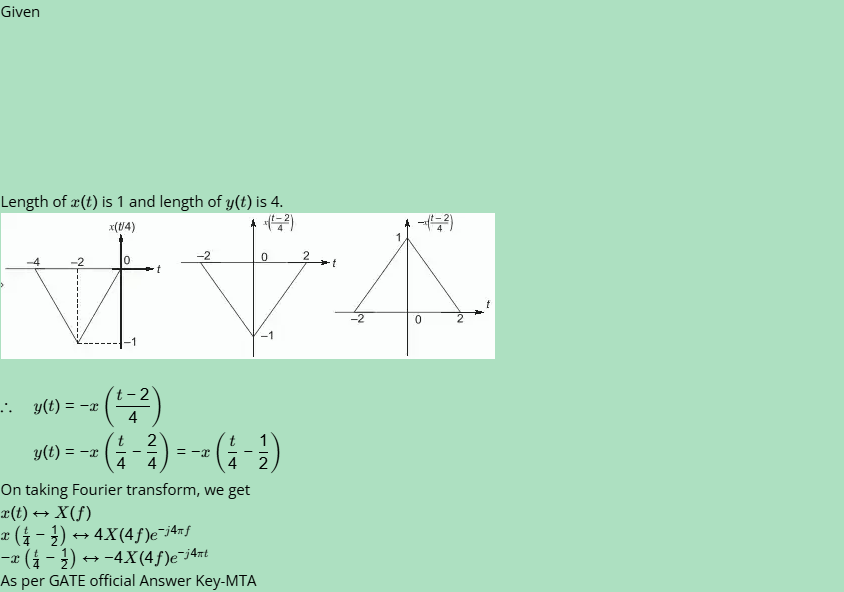 Given
Length of x(t) is 1 and length of y(t) is 4.
x(t/4) x(t−2/4) −x(t−2/4)
−4 −2 0 t −1
−2 0 2 t −1
1 −2 0 2 t
∴ y(t) = −x (t − 2/4)
y(t) = −x (t/4 − 2/4) = −x (t/4 − 1/2)
On taking Fourier transform, we get
x(t) ↔ X(f)
x (t/4 − 1/2) ↔ 4X(4f)e^−j4πf
−x (t/4 − 1/2) ↔ −4X(4f)e^−j4πt
As per GATE official Answer Key-MTA